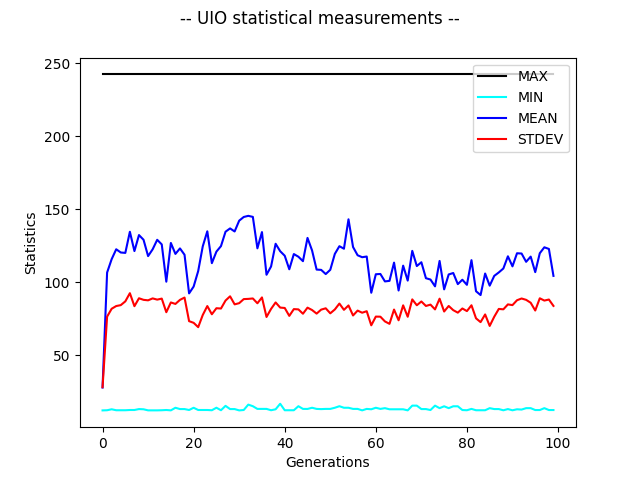 -- UIO statistical measurements --
250
200
150
100
50
Statistics
MAX
MIN
MEAN
STDEV
0
20
40
60
80
100
Generations